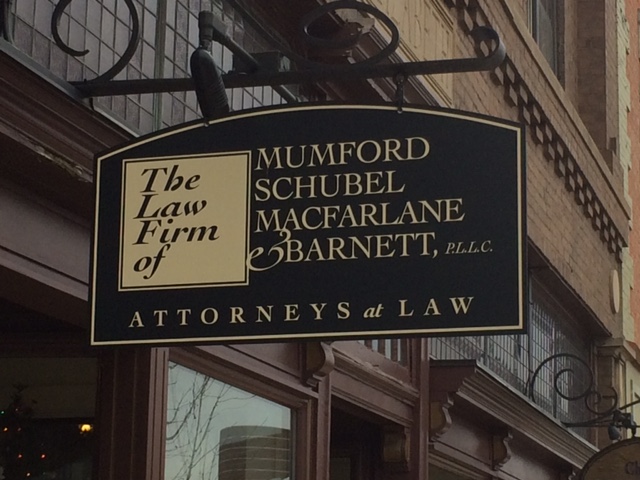 The
Law
Firm
of
MUMFORD
SCHUBEL
MACFARLANE
& BARNETT, P.L.L.C.
ATTORNEYS at LAW